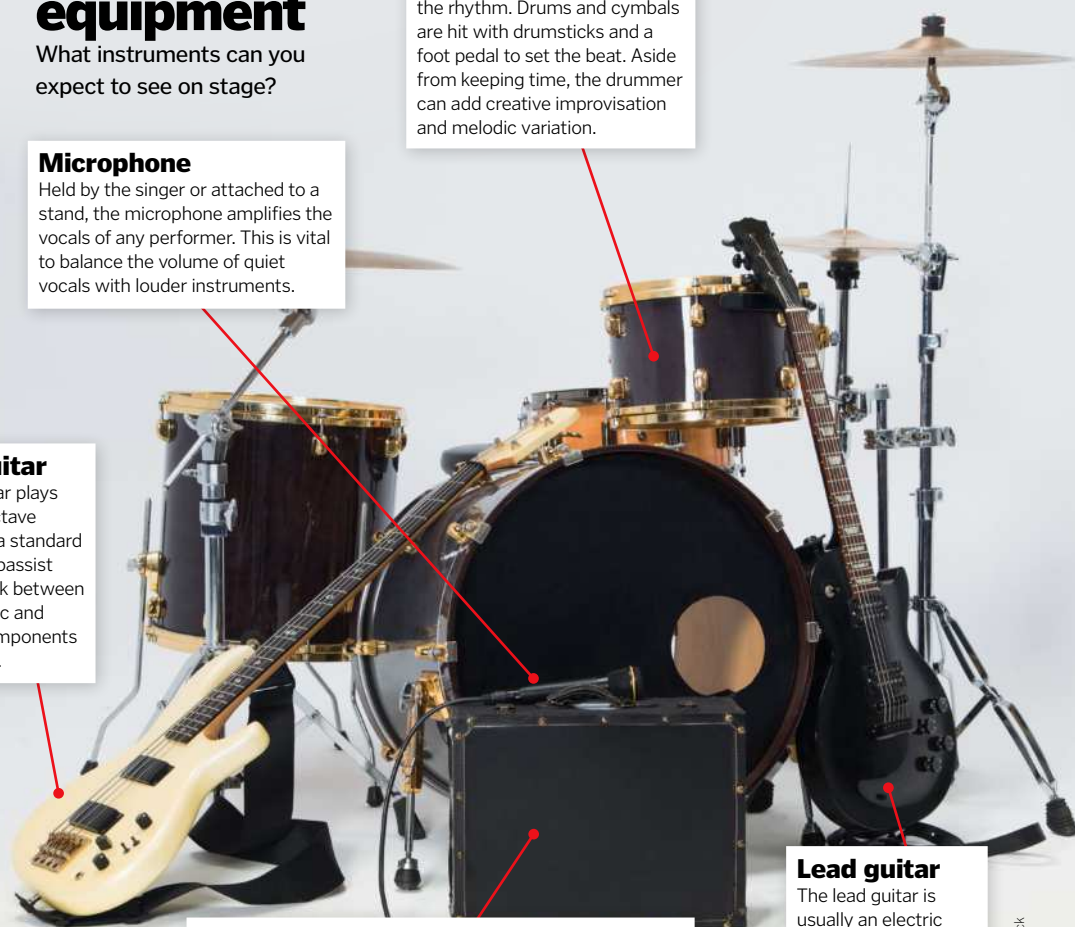 equipment
What instruments can you
expect to see on stage?
the rhythm. Drums and cymbals
are hit with drumsticks and a
foot pedal to set the beat. Aside
from keeping time, the drummer
can add creative improvisation
and melodic variation.
Microphone
Held by the singer or attached to a
stand, the microphone amplifies the
vocals of any performer. This is vital
to balance the volume of quiet
vocals with louder instruments.
plays
a standard
bassist
between
and
Lead guitar
The lead guitar is
usually an electric